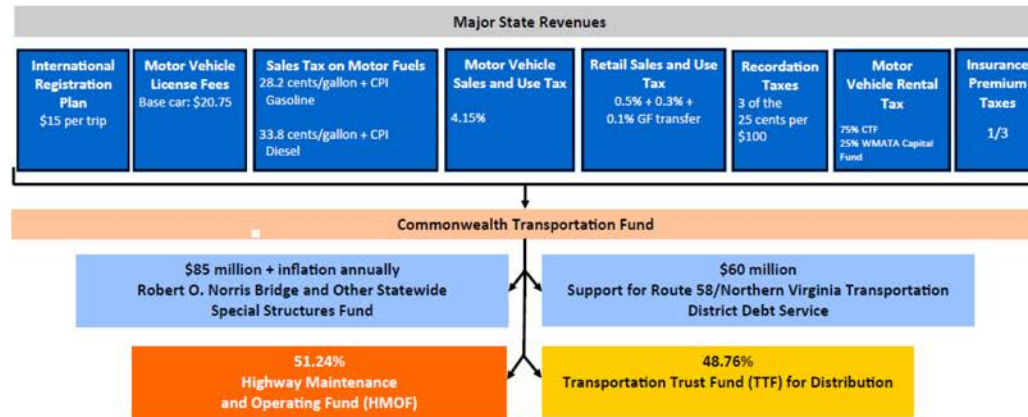 Major State Revenues
International
Registration
Plan
$15 per trip
Motor Vehicle
License Fees
Base car: $20.75
Sales Tax on Motor Fuels
28.2 cents/gallon + CPI
Gasoline
33.8 cents/gallon + CPI
Diesel
Motor Vehicle
Sales and Use Tax
4.15%
Retail Sales and Use
Tax
0.5% + 0.3% +
0.1% GF transfer
Recordation
Taxes
3 of the
25 cents per
$100
Motor
Vehicle Rental
Tax
75% CTF
25% WMATA Capital
Fund
Insurance
Premium
Taxes
1/3
Commonwealth Transportation Fund
$85 million + inflation annually
Robert O. Norris Bridge and Other Statewide
Special Structures Fund
$60 million
Support for Route 58/Northern Virginia Transportation
District Debt Service
51.24%
Highway Maintenance
and Operating Fund (HMOF)
48.76%
Transportation Trust Fund (TTF) for Distribution